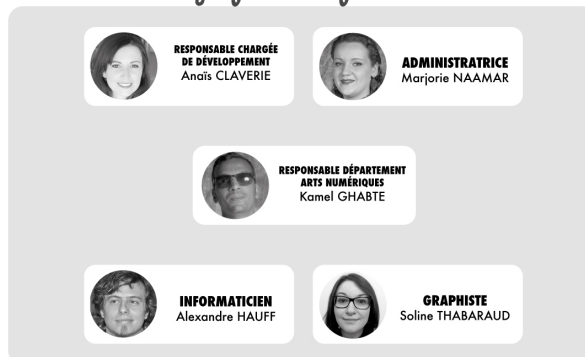 RESPONSABLE CHARGÉE
DE DÉVELOPPEMENT
Anaïs CLAVERIE
ADMINISTRATRICE
Marjorie NAAMAR
RESPONSABLE DÉPARTEMENT
ARTS NUMÉRIQUES
Kamel GHABTE
INFORMATICIEN
Alexandre HAUFF
GRAPHISTE
Soline THABARAUD